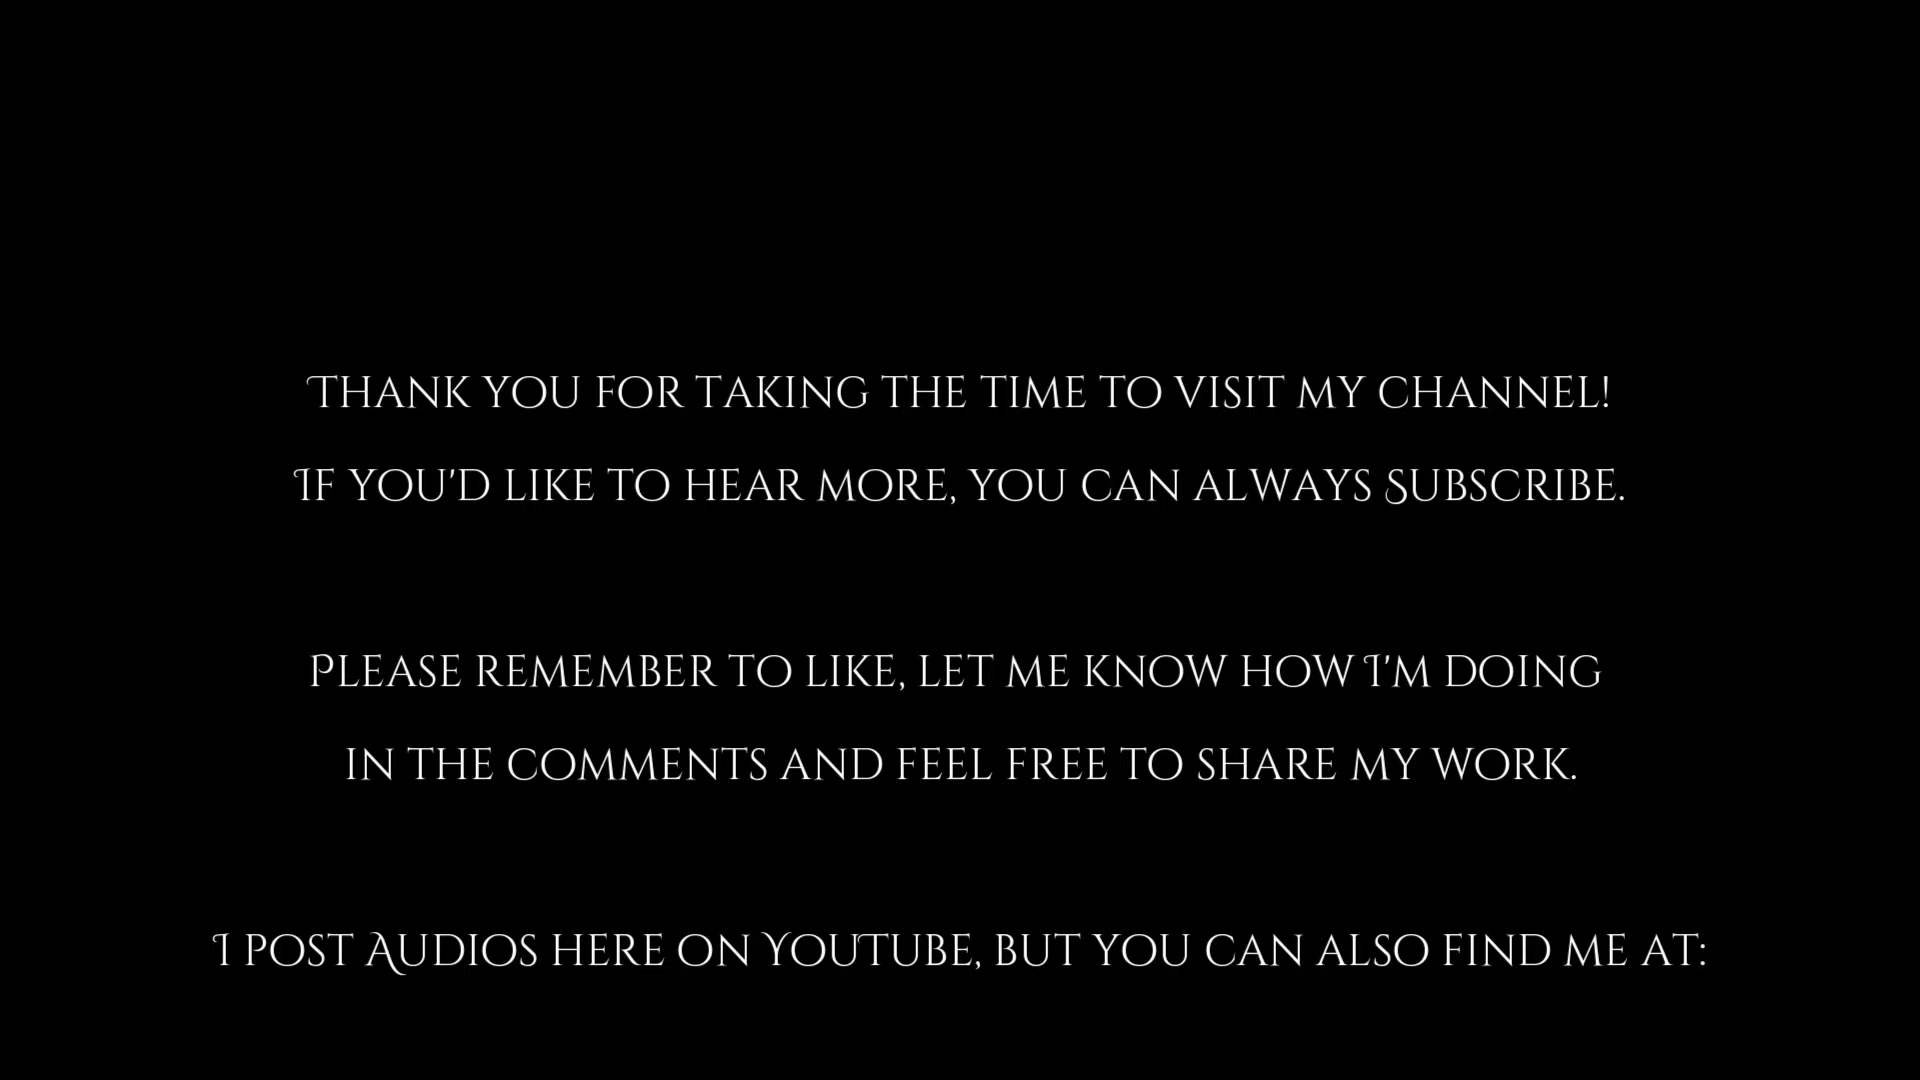 Thank you for taking the time to visit my channel!
If you'd like to hear more, you can always Subscribe.
Please remember to like, let me know how I'm doing
in the comments and feel free to share my work.
I post Audios here on YouTube, but you can also find me at: